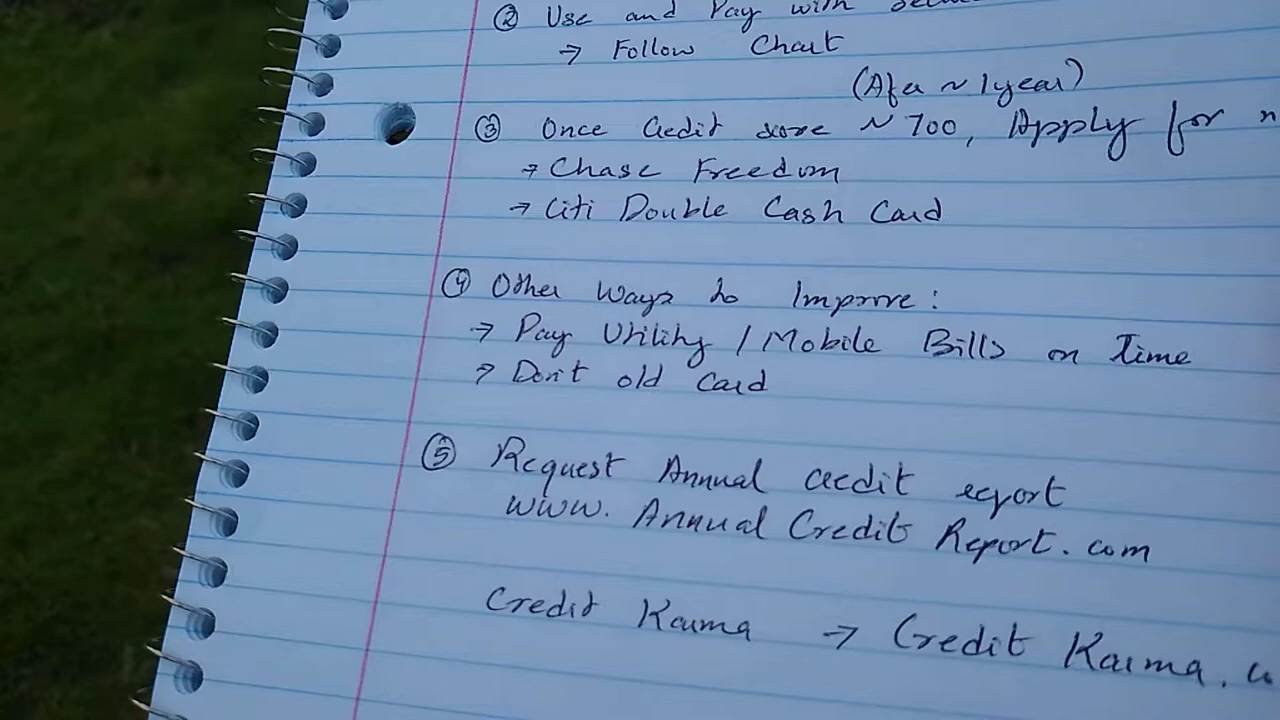 ② Use and Pay with
→ Follow Chart
(After ~ 1 year)
③ Once Credit score ~ 700, Apply for
→ Chase Freedom
→ Citi Double Cash Card
④ Other Ways to Improve:
→ Pay Utility / Mobile Bills on Time
→ Don't old Card
⑤ Request Annual credit report
www. Annual Credit Report. com
Credit Karma → Credit Karma.